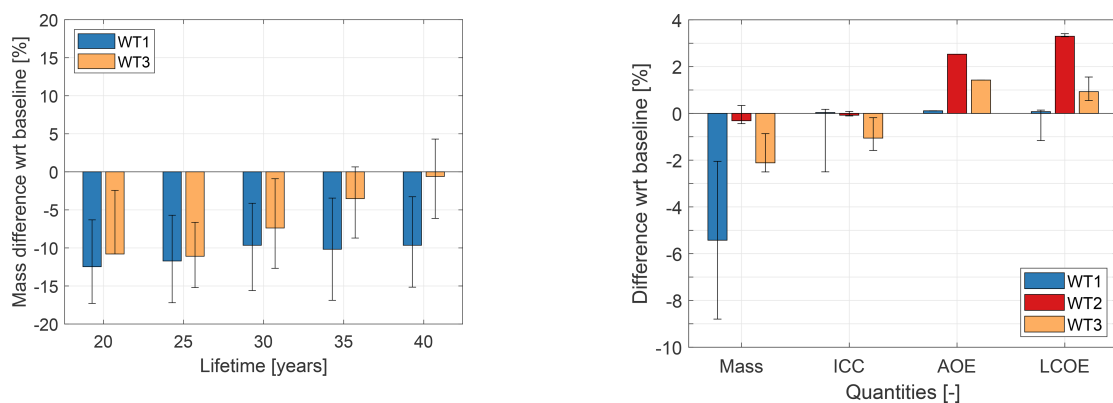 20
15
10
5
0
-5
-10
-15
-20
Mass difference wrt baseline [%]
WT1
WT3
20 25 30 35 40
Lifetime [years]
4
2
0
-2
-4
-6
-8
-10
Difference wrt baseline [%]
WT1
WT2
WT3
Mass ICC AOE LCOE
Quantities [-]